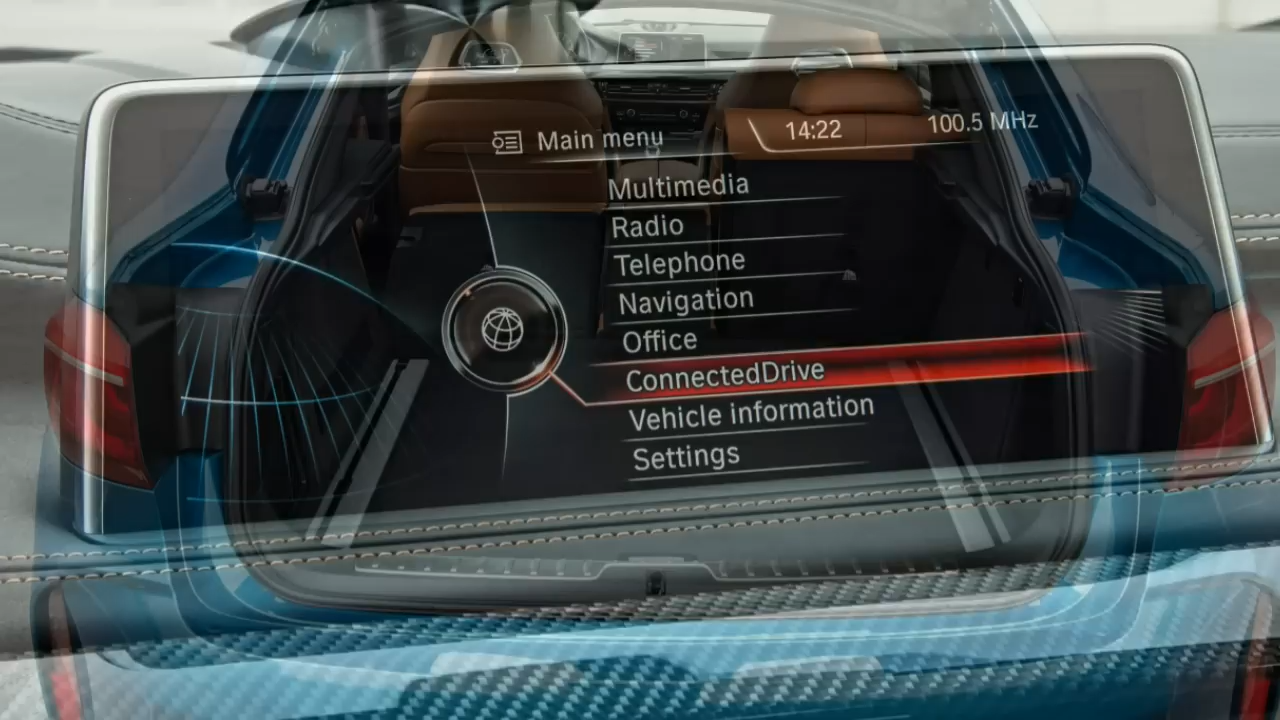 Main menu 14:22 100.5 MHz
Multimedia
Radio
Telephone
Navigation
Office
ConnectedDrive
Vehicle information
Settings